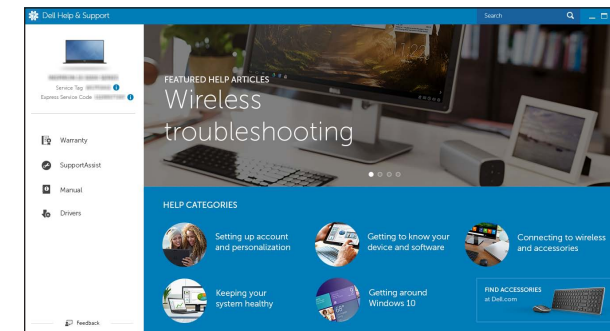 Dell Help & Support
Search
Service Tag
Express Service Code
Warranty
SupportAssist
Manual
Drivers
Feedback
FEATURED HELP ARTICLES
Wireless
troubleshooting
HELP CATEGORIES
Setting up account
and personalization
Getting to know your
device and software
Connecting to wireless
and accessories
Keeping your
system healthy
Getting around
Windows 10
FIND ACCESSORIES
at Dell.com